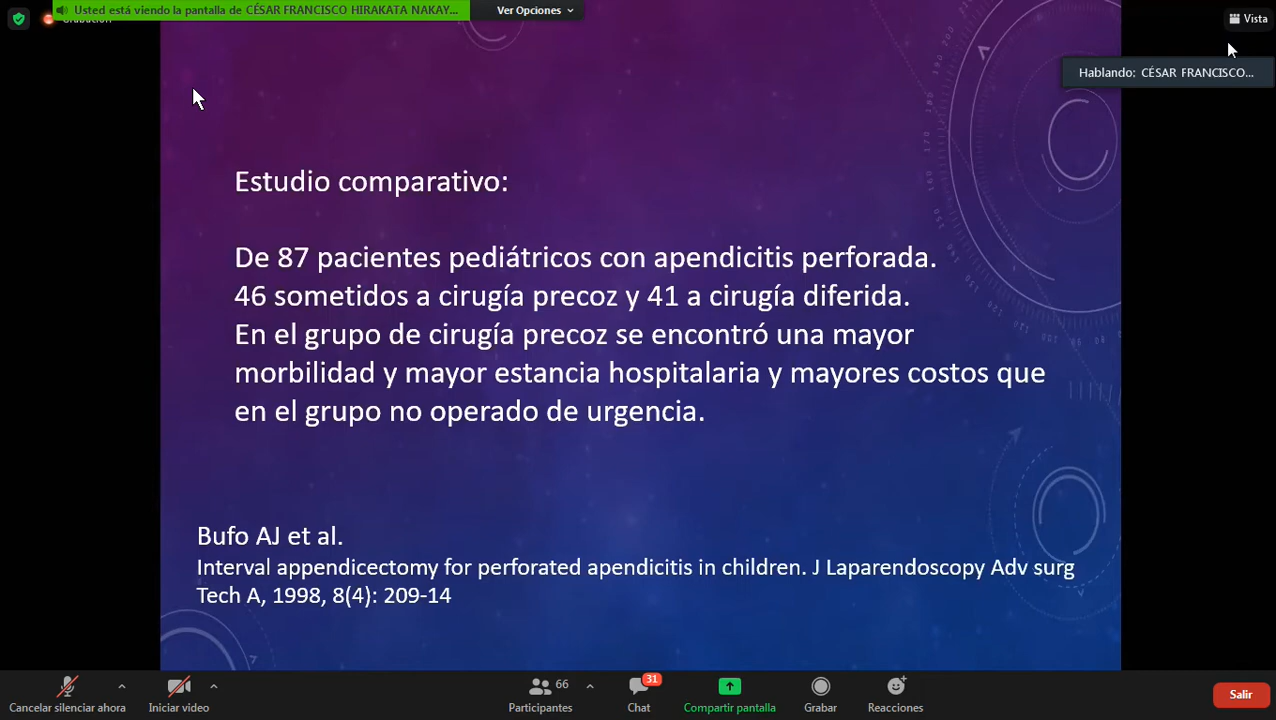 Usted está viendo la pantalla de CÉSAR FRANCISCO HIRAKATA NAKAY...
Ver Opciones
Grabación
Vista
Hablando: CÉSAR FRANCISCO...
Estudio comparativo:
De 87 pacientes pediátricos con apendicitis perforada.
46 sometidos a cirugía precoz y 41 a cirugía diferida.
En el grupo de cirugía precoz se encontró una mayor
morbilidad y mayor estancia hospitalaria y mayores costos que
en el grupo no operado de urgencia.
Bufo AJ et al.
Interval appendicectomy for perforated apendicitis in children. J Laparendoscopy Adv surg
Tech A, 1998, 8(4): 209-14
Cancelar silenciar ahora
Iniciar video
66
Participantes
31
Chat
Compartir pantalla
Grabar
Reacciones
Salir